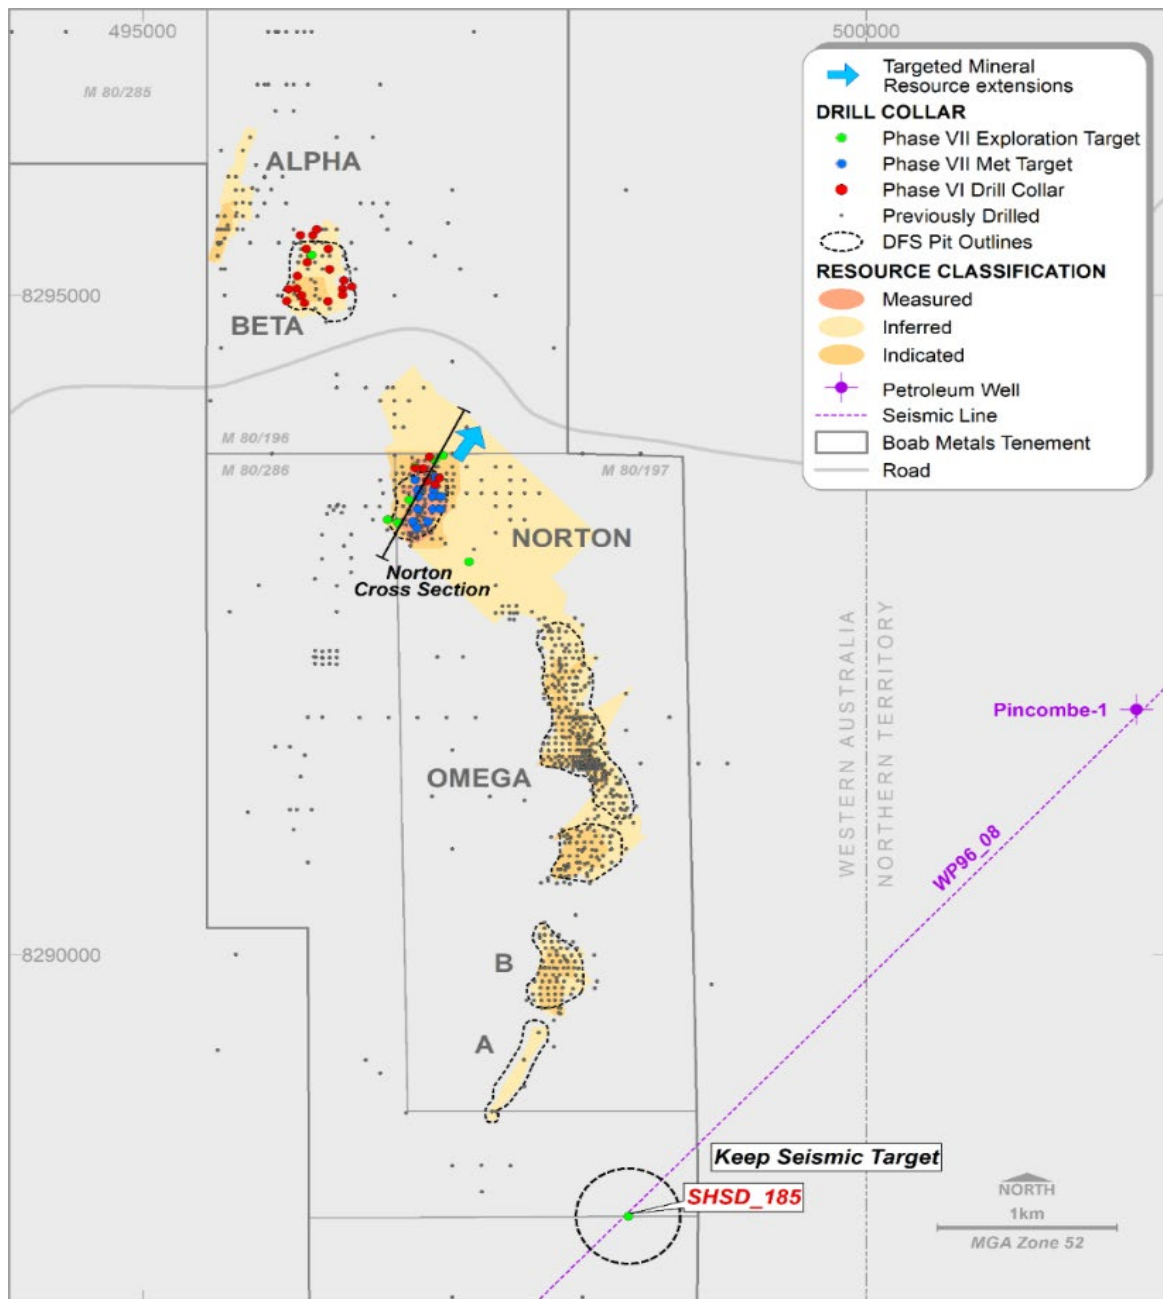 495000
500000
M 80/285
Targeted Mineral
Resource extensions
DRILL COLLAR
Phase VII Exploration Target
Phase VII Met Target
Phase VI Drill Collar
Previously Drilled
DFS Pit Outlines
RESOURCE CLASSIFICATION
Measured
Inferred
Indicated
Petroleum Well
Seismic Line
Boab Metals Tenement
Road
ALPHA
8295000
BETA
M 80/196
M 80/286
M 80/197
NORTON
Norton
Cross Section
WESTERN AUSTRALIA
NORTHERN TERRITORY
Pincombe-1
OMEGA
WP96_08
8290000
B
A
Keep Seismic Target
SHSD_185
NORTH
1km
MGA Zone 52